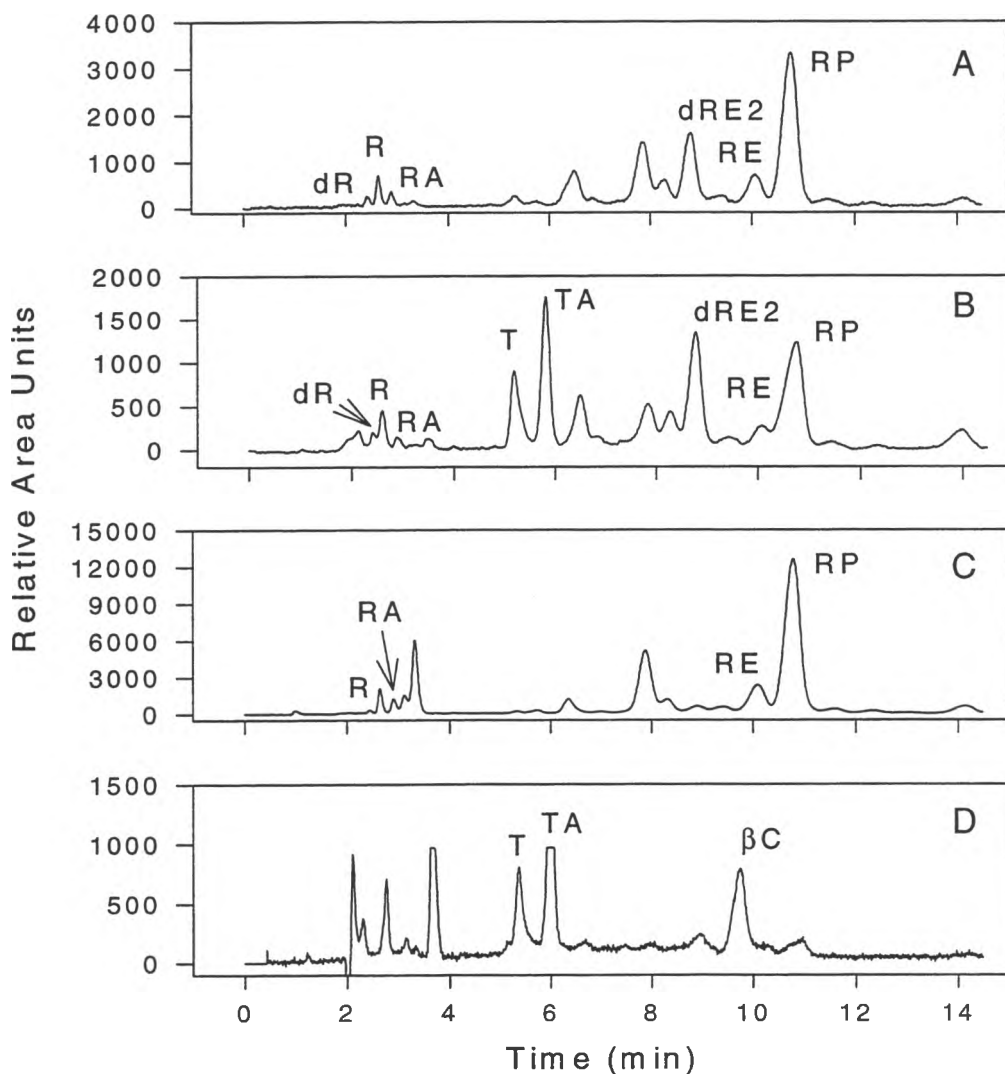 Relative Area Units
4000
3000
2000
1000
0
dR
R
RA
dRE2
RE
RP
A
2000
1500
1000
500
0
dR
R
RA
T
TA
dRE2
RE
RP
B
15000
12000
9000
6000
3000
0
R
RA
RE
RP
C
1500
1000
500
0
T
TA
βC
D
0 2 4 6 8 10 12 14
Time (min)